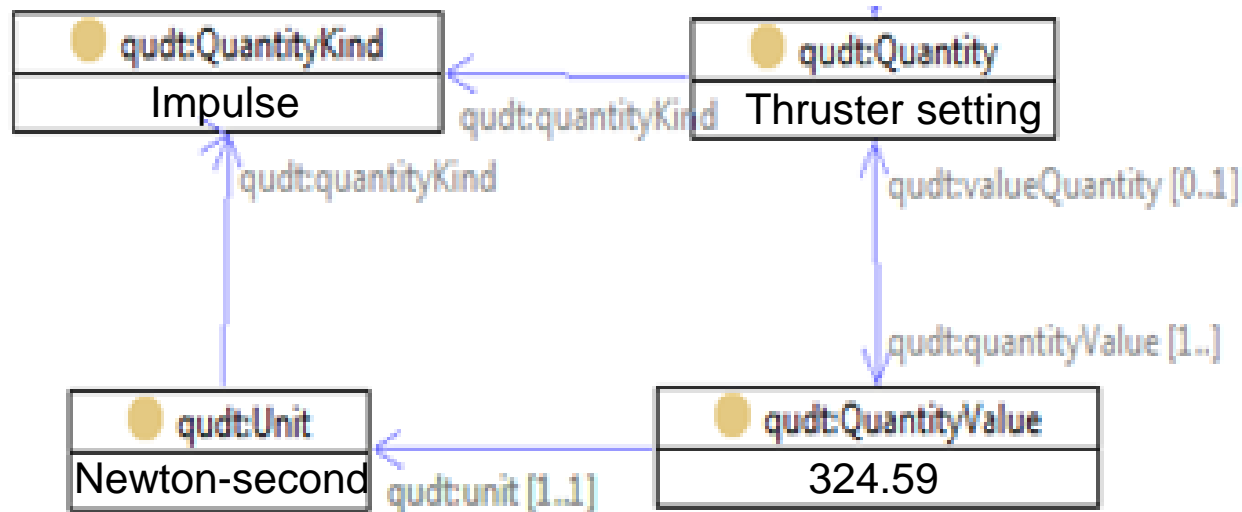 qudt:QuantityKind
Impulse
qudt:quantityKind
qudt:Quantity
Thruster setting
qudt:quantityKind
qudt:valueQuantity [0..1]
qudt:quantityValue [1..]
qudt:Unit
Newton-second
qudt:unit [1..1]
qudt:QuantityValue
324.59